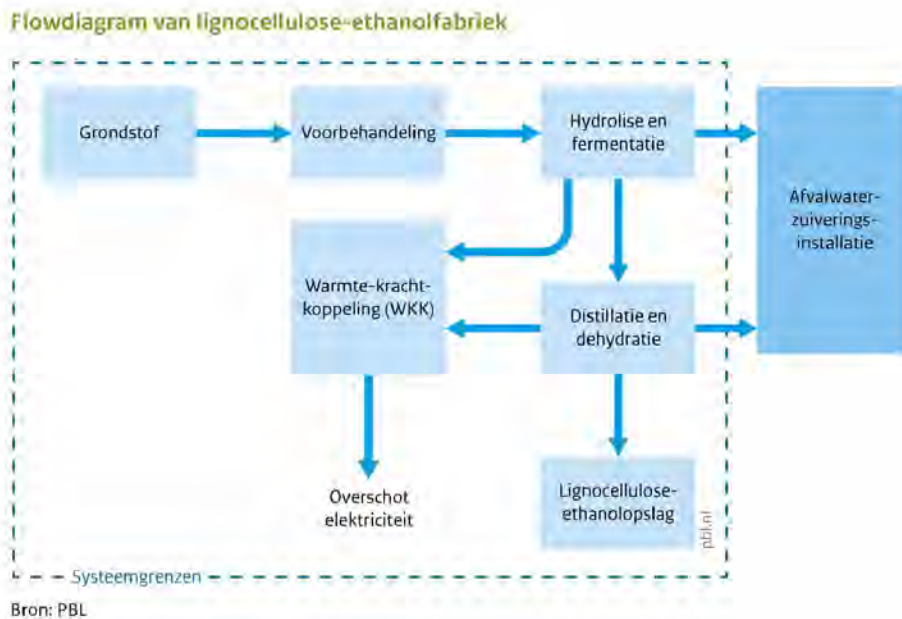 Flowdiagram van lignocellulose-ethanolfabriek
Grondstof
Voorbehandeling
Hydrolise en
fermentatie
Afvalwater-
zuiverings-
installatie
Warmte-kracht-
koppeling (WKK)
Distillatie en
dehydratie
Overschot
elektriciteit
Lignocellulose-
ethanolopslag
pbl.nl
Systeemgrenzen
Bron: PBL